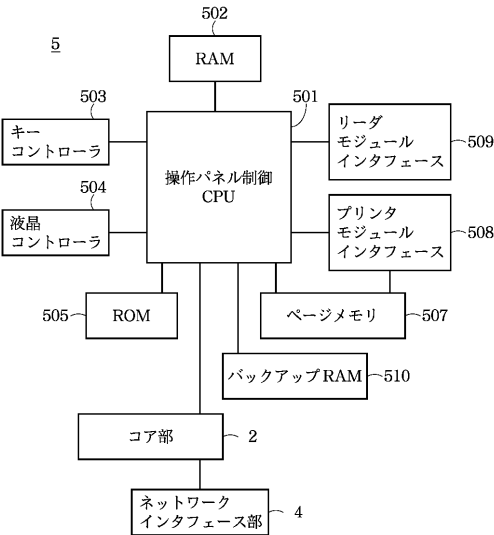 502
5
RAM
503
501
キー
コントローラ
リーダ
モジュール
インタフェース
509
操作パネル制御
CPU
504
液晶
コントローラ
プリンタ
モジュール
インタフェース
508
505
ROM
ページメモリ
507
バックアップRAM
510
コア部
2
ネットワーク
インタフェース部
4